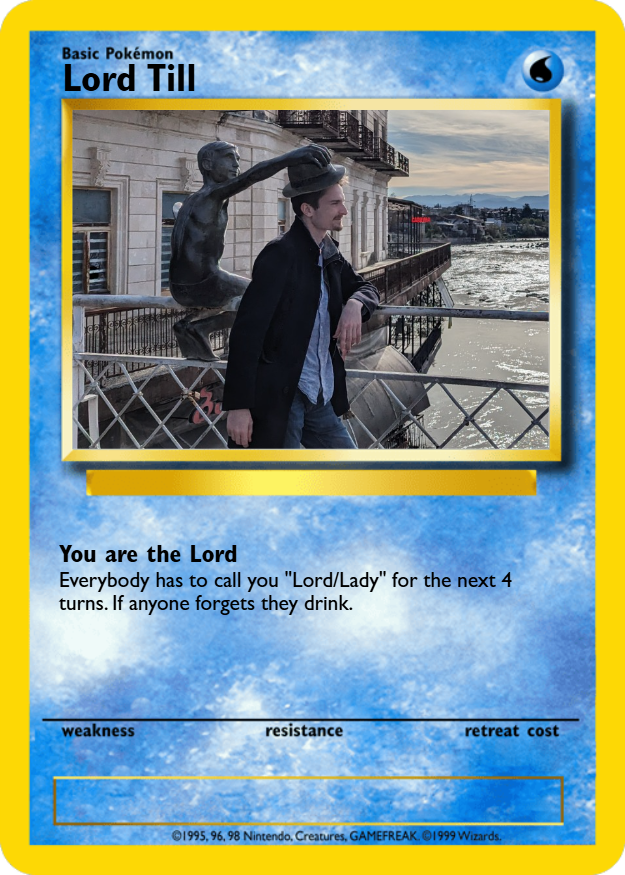 Basic Pokémon
Lord Till
You are the Lord
Everybody has to call you "Lord/Lady" for the next 4
turns. If anyone forgets they drink.
weakness resistance retreat cost
©1995, 96, 98 Nintendo, Creatures, GAMEFREAK. ©1999 Wizards.